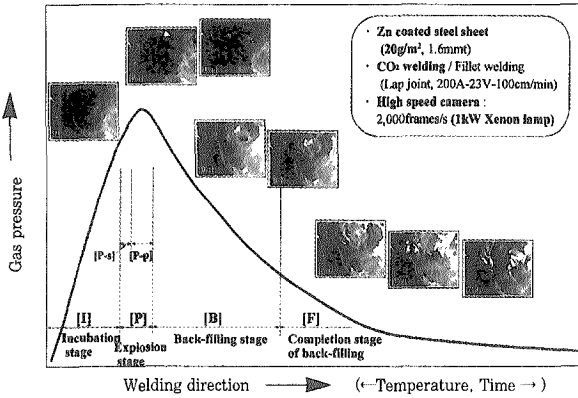 · Zn coated steel sheet
(20g/m², 1.6mmt)
· CO₂ welding / Fillet welding
(Lap joint, 200A-23V-100cm/min)
· High speed camera :
2,000frames/s (1kW Xenon lamp)
Gas pressure
[P-s] [P-p]
[I] [P] [B] [F]
Incubation stage
Explosion stage
Back-filling stage
Completion stage
of back-filling
Welding direction (←Temperature, Time →)